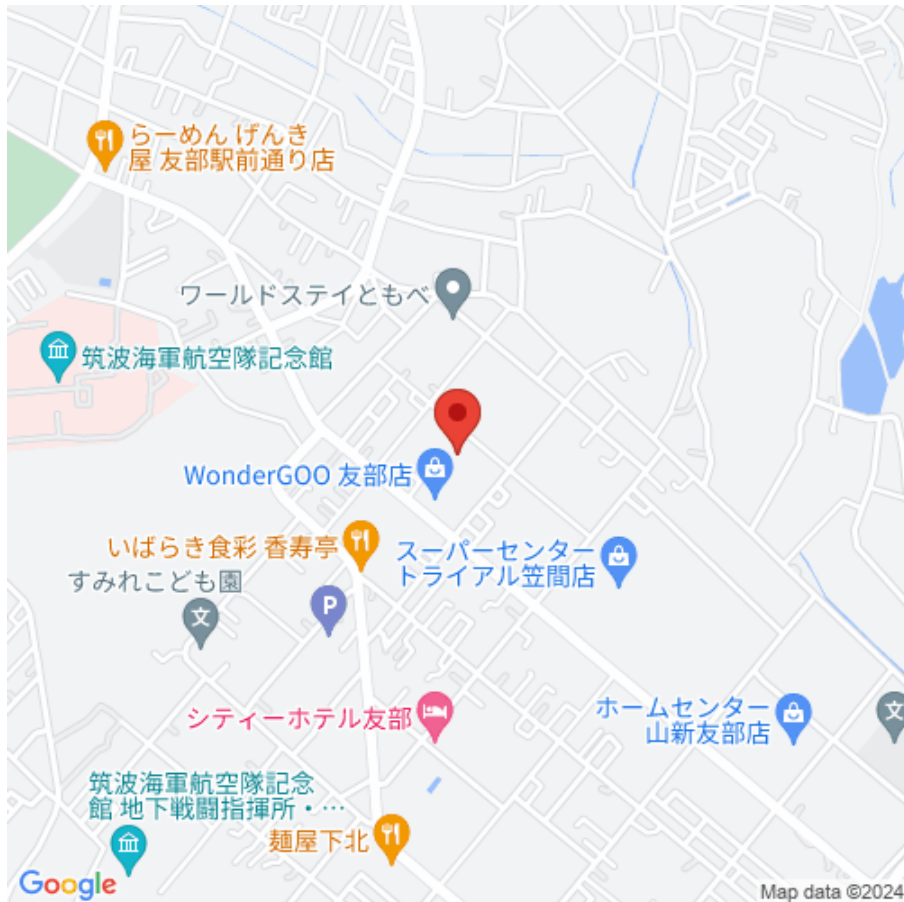 らーめん げんき
屋 友部駅前通り店
ワールドステイともべ
筑波海軍航空隊記念館
WonderGOO 友部店
いばらき食彩 香寿亭
スーパーセンター
トライアル笠間店
すみれこども園
文
P
シティーホテル友部
ホームセンター
山新友部店
文
筑波海軍航空隊記念
館 地下戦闘指揮所・…
麺屋下北
Google
Map data ©2024